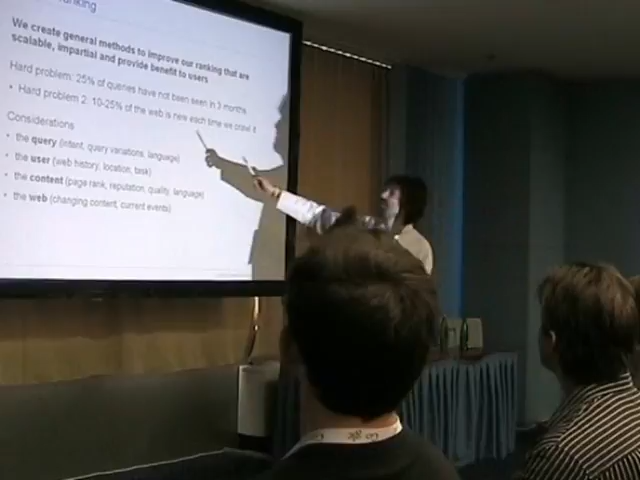 We create general methods to improve our ranking that are
scalable, impartial and provide benefit to users
Hard problem: 25% of queries have not been seen in 3 months
• Hard problem 2: 10-25% of the web is new each time we crawl it
Considerations
• the query (intent, query variations, language)
• the user (web history, location, task)
• the content (page rank, reputation, quality, language)
• the web (changing content, current events)